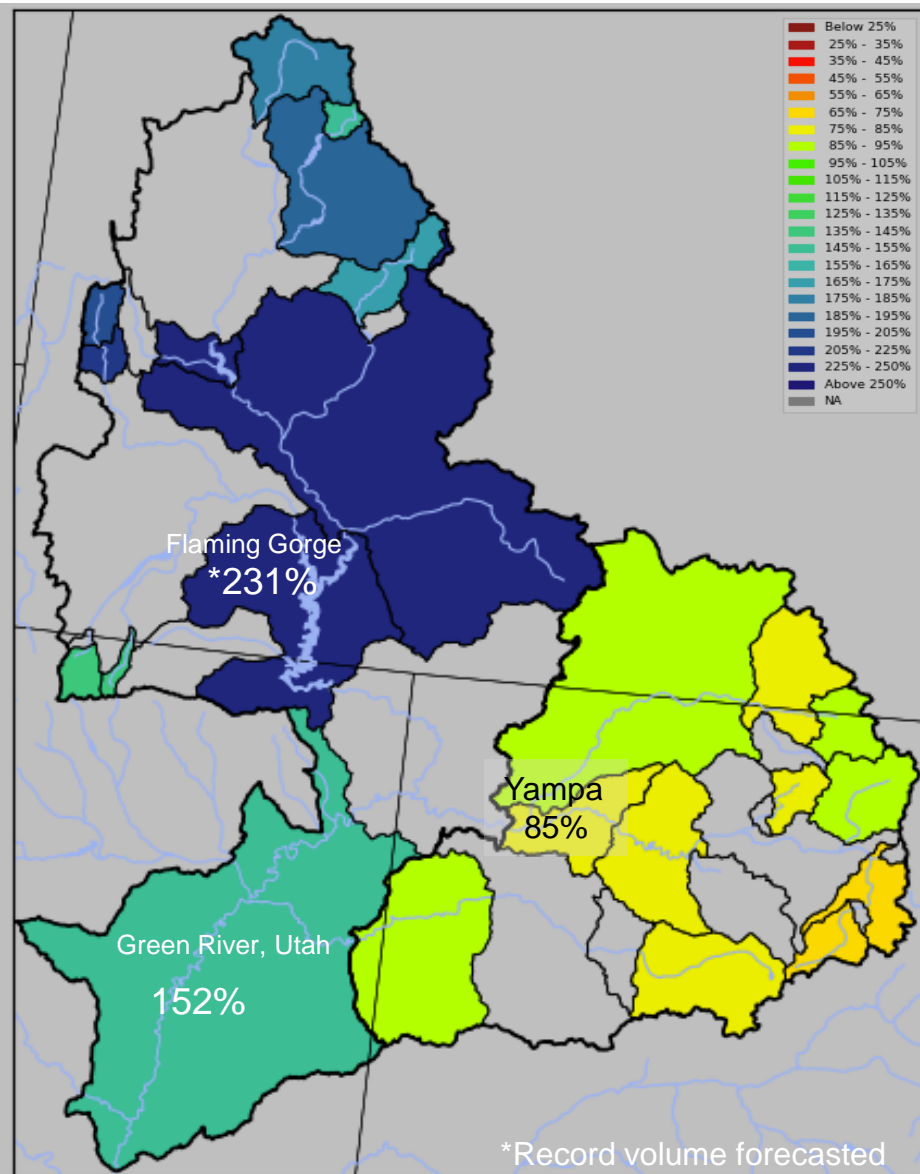 Below 25%
25% - 35%
35% - 45%
45% - 55%
55% - 65%
65% - 75%
75% - 85%
85% - 95%
95% - 105%
105% - 115%
115% - 125%
125% - 135%
135% - 145%
145% - 155%
155% - 165%
165% - 175%
175% - 185%
185% - 195%
195% - 205%
205% - 225%
225% - 250%
Above 250%
NA
Flaming Gorge
*231%
Yampa
85%
Green River, Utah
152%
*Record volume forecasted